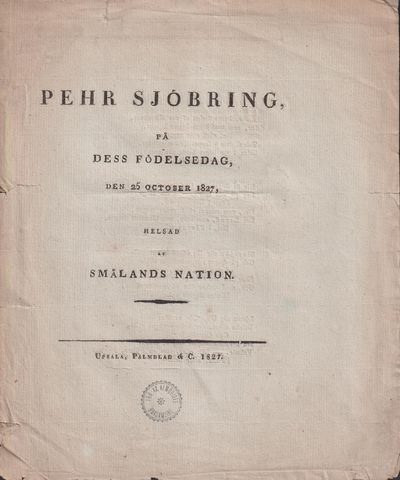 PEHR SJÖBRING,
PÅ
DESS FÖDELSEDAG,
DEN 25 OCTOBER 1827,
HELSAD
AF
SMÅLANDS NATION.
UPSALA, PALMBLAD & C. 1827.